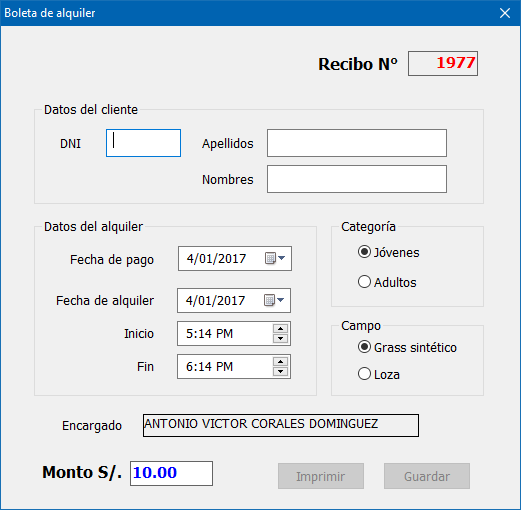 Boleta de alquiler
Recibo Nº 1977
Datos del cliente
DNI
Apellidos
Nombres
Datos del alquiler
Fecha de pago 4/01/2017
Fecha de alquiler 4/01/2017
Inicio 5:14 PM
Fin 6:14 PM
Categoría
Jóvenes
Adultos
Campo
Grass sintético
Loza
Encargado ANTONIO VICTOR CORALES DOMINGUEZ
Monto S/. 10.00
Imprimir
Guardar